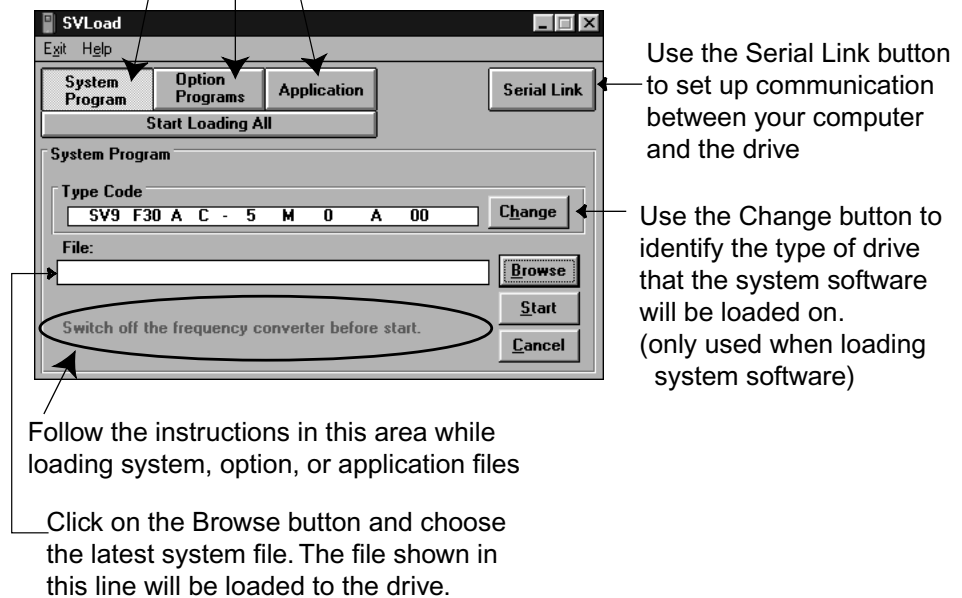 SVLoad
Exit Help
System Program
Option Programs
Application
Serial Link
Start Loading All
System Program
Type Code
SV9 F30 A C - 5 M 0 A 00
Change
File:
Browse
Start
Switch off the frequency converter before start.
Cancel
Use the Serial Link button
to set up communication
between your computer
and the drive
Use the Change button to
identify the type of drive
that the system software
will be loaded on.
(only used when loading
system software)
Follow the instructions in this area while
loading system, option, or application files
Click on the Browse button and choose
the latest system file. The file shown in
this line will be loaded to the drive.